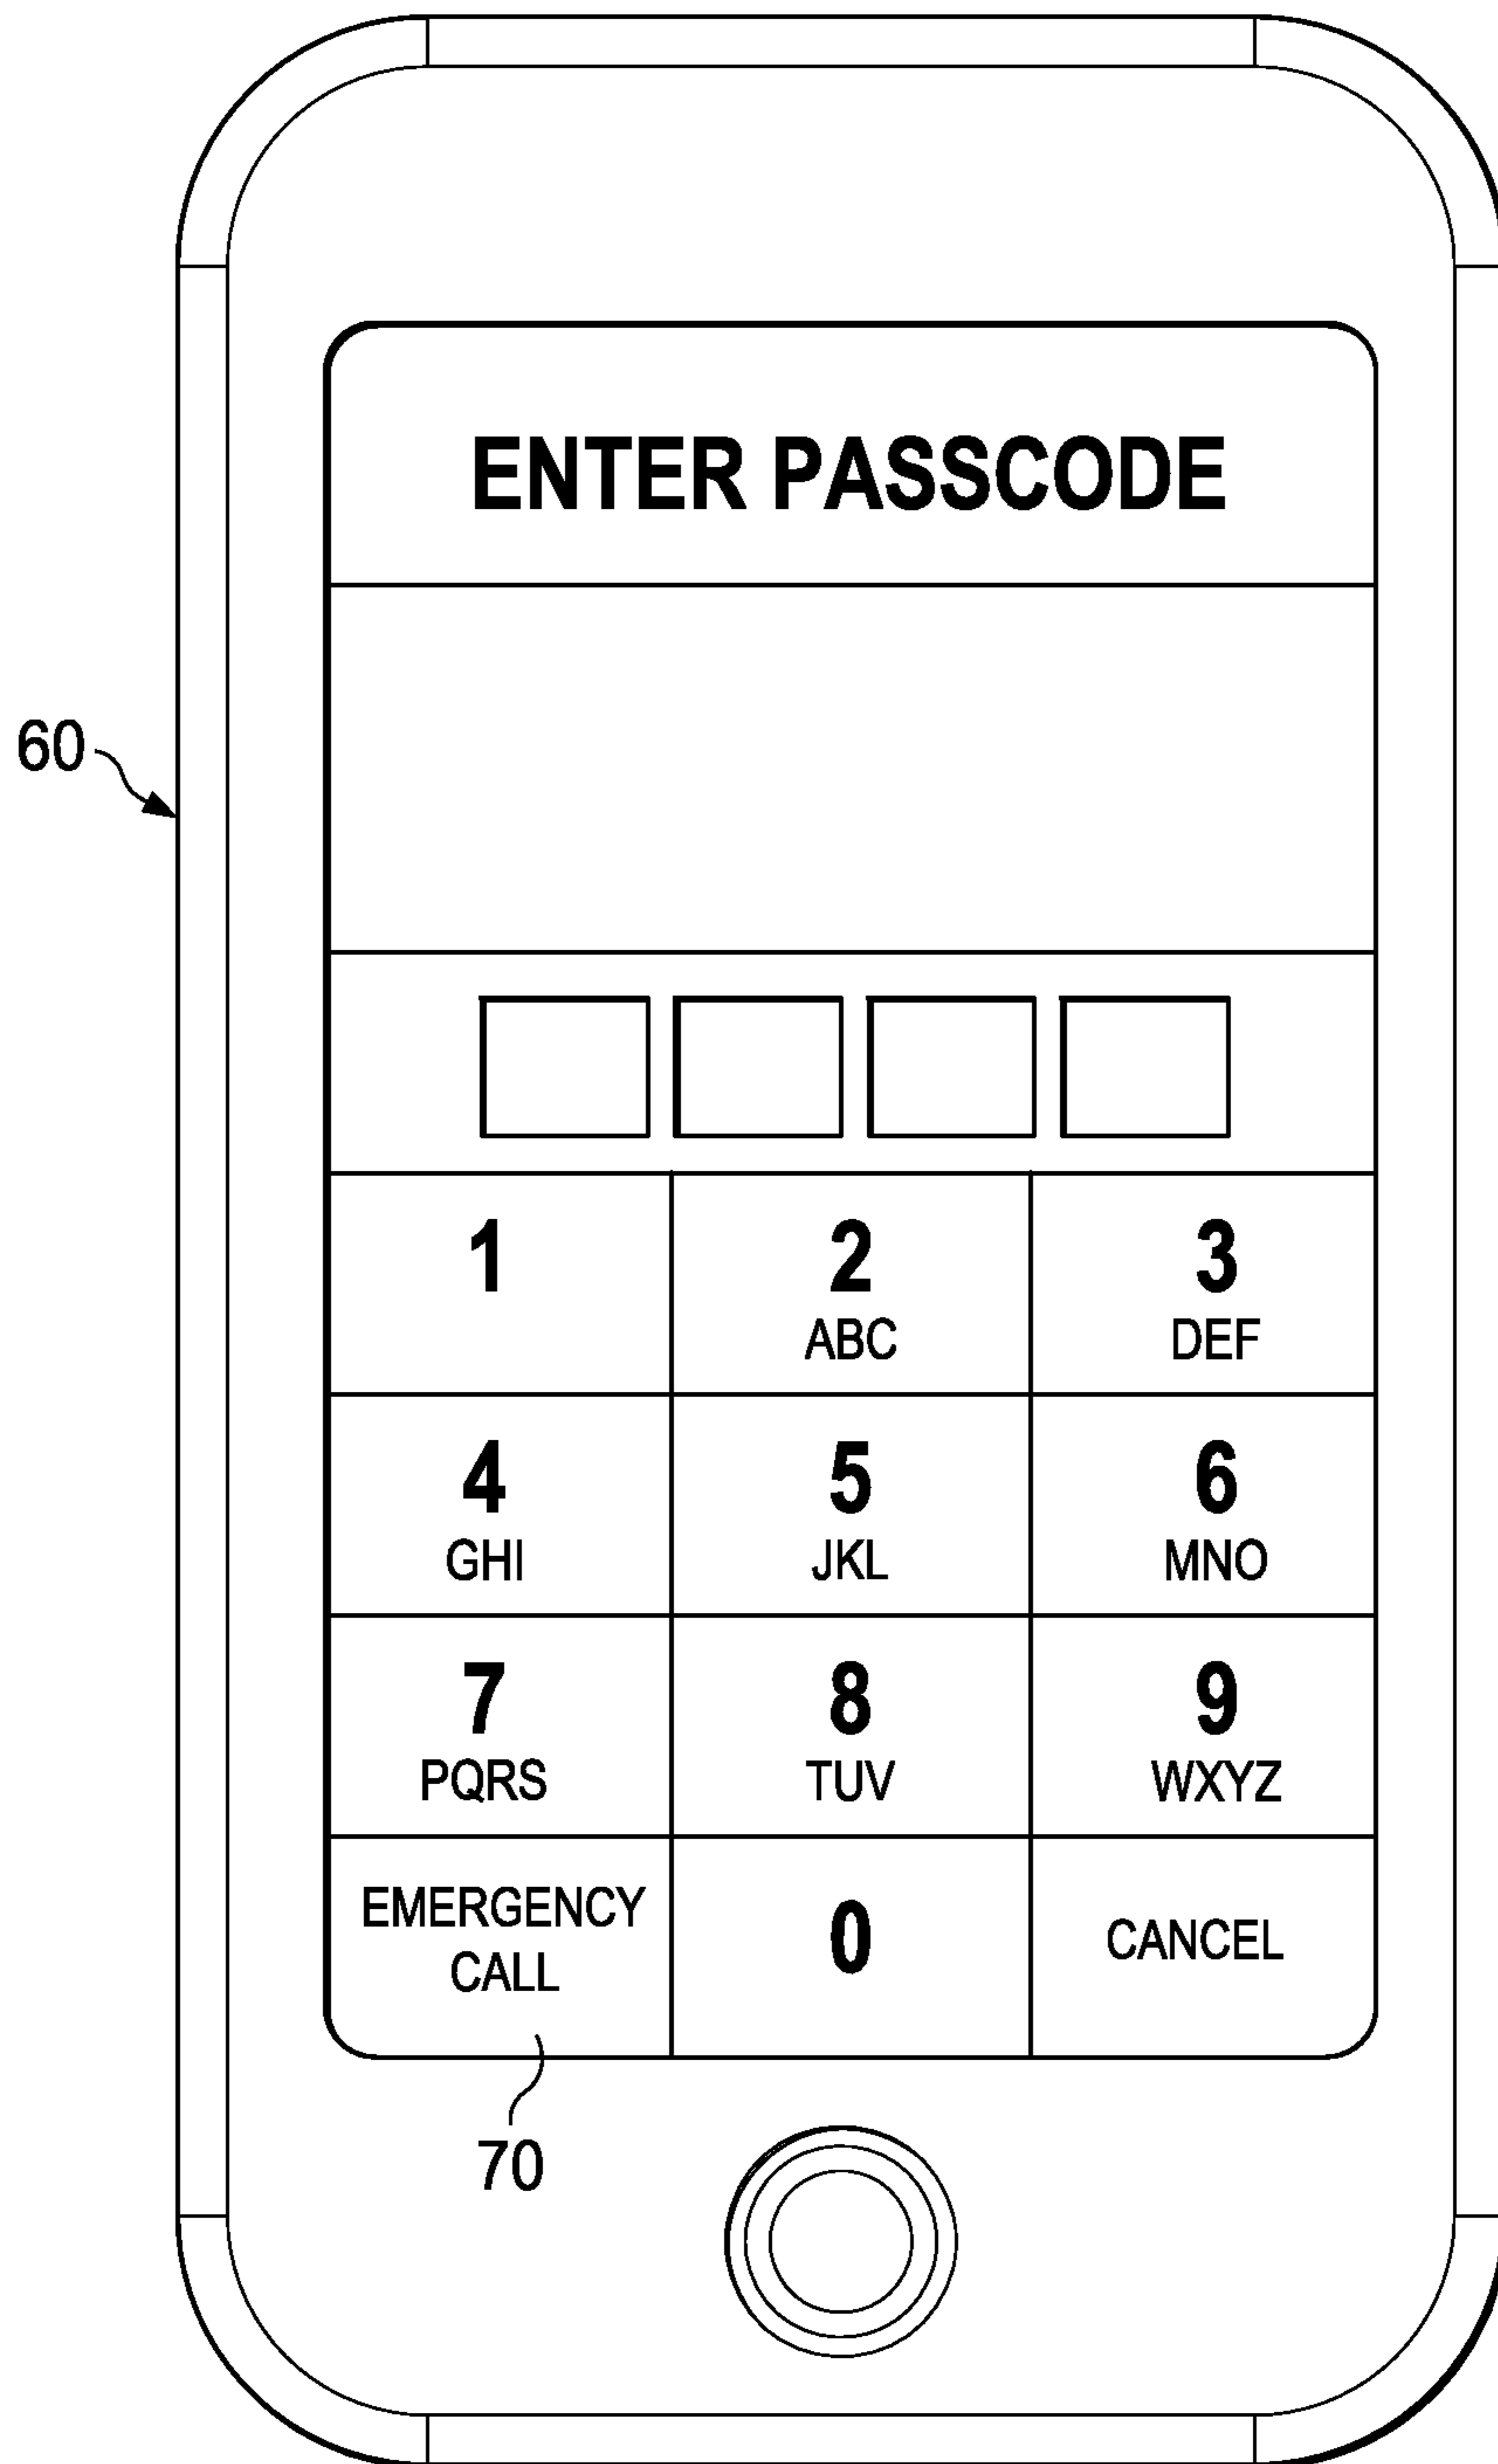 ENTER PASSCODE
60
1 2 3
ABC DEF
4 5 6
GHI JKL MNO
7 8 9
PQRS TUV WXYZ
EMERGENCY
CALL
0
CANCEL
70